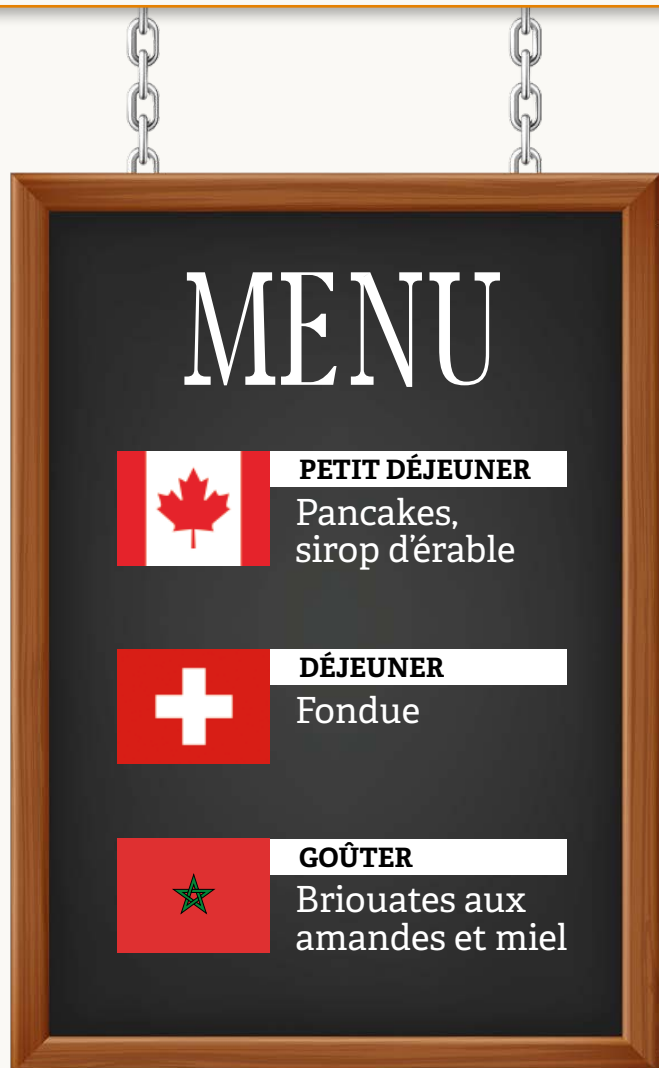 MENU
PETIT DÉJEUNER
Pancakes,
sirop d’érable
DÉJEUNER
Fondue
GOÛTER
Briouates aux
amandes et miel